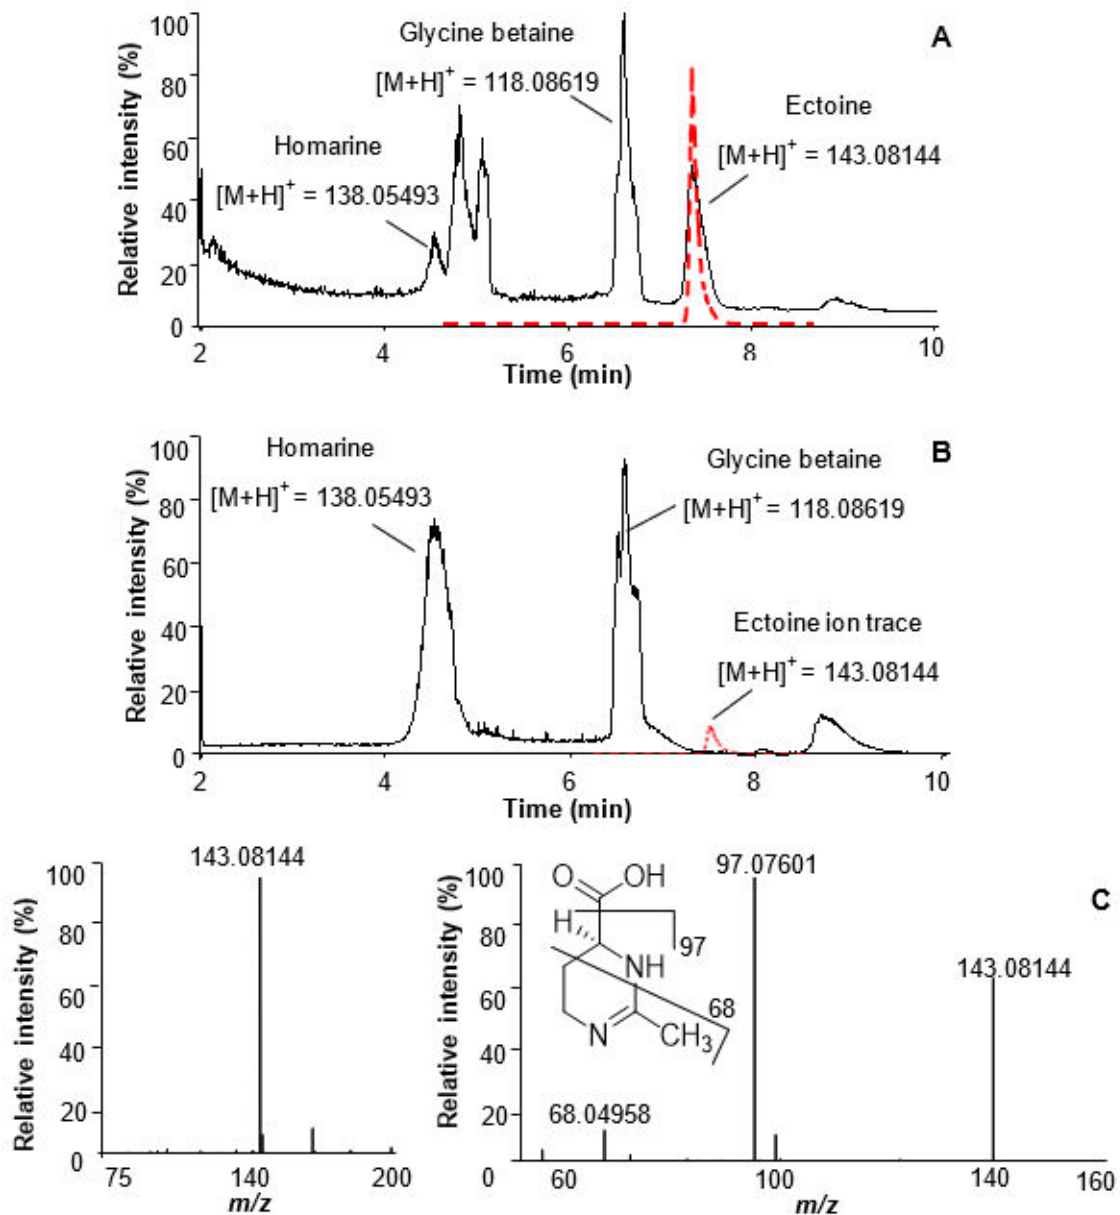 A
Glycine betaine
[M+H]⁺ = 118.08619
Homarine
[M+H]⁺ = 138.05493
Ectoine
[M+H]⁺ = 143.08144
Relative intensity (%)
100
80
60
40
20
0
2
4
6
8
10
Time (min)
B
Homarine
[M+H]⁺ = 138.05493
Glycine betaine
[M+H]⁺ = 118.08619
Ectoine ion trace
[M+H]⁺ = 143.08144
Relative intensity (%)
100
80
60
40
20
0
2
4
6
8
10
Time (min)
143.08144
Relative intensity (%)
100
80
60
40
20
0
75
140
200
m/z
C
97.07601
143.08144
68.04958
O
OH
H
97
NH
68
N
CH₃
Relative intensity (%)
100
80
60
40
20
0
60
100
140
160
m/z